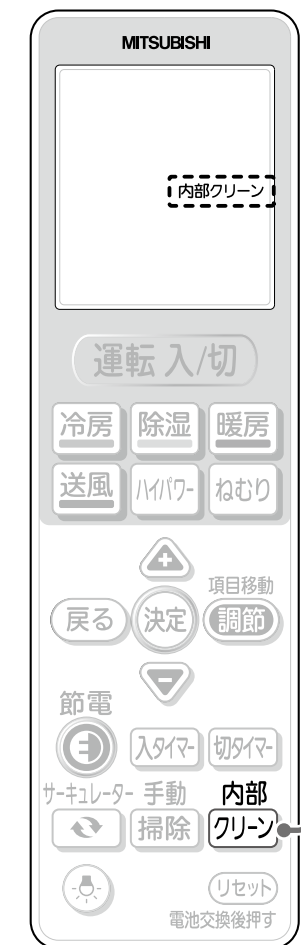 MITSUBISHI
内部クリーン
運転 入/切
冷房 除湿 暖房
送風 ハイパワー ねむり
項目移動
戻る 決定 調節
節電
入タイマー 切タイマー
サーキュレーター 手動 内部
掃除 クリーン
リセット
電池交換後押す